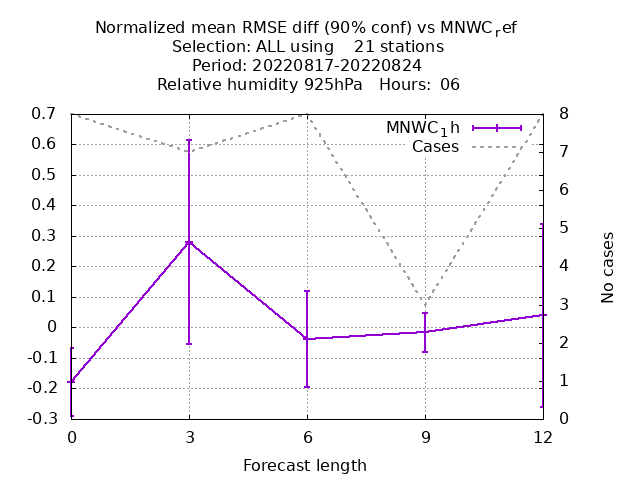 Normalized mean RMSE diff (90% conf) vs MNWC_ref
Selection: ALL using 21 stations
Period: 20220817-20220824
Relative humidity 925hPa Hours: 06
MNWC_1h
Cases
0.7
0.6
0.5
0.4
0.3
0.2
0.1
0
-0.1
-0.2
-0.3
8
7
6
5
4
3
2
1
0
No cases
0 3 6 9 12
Forecast length